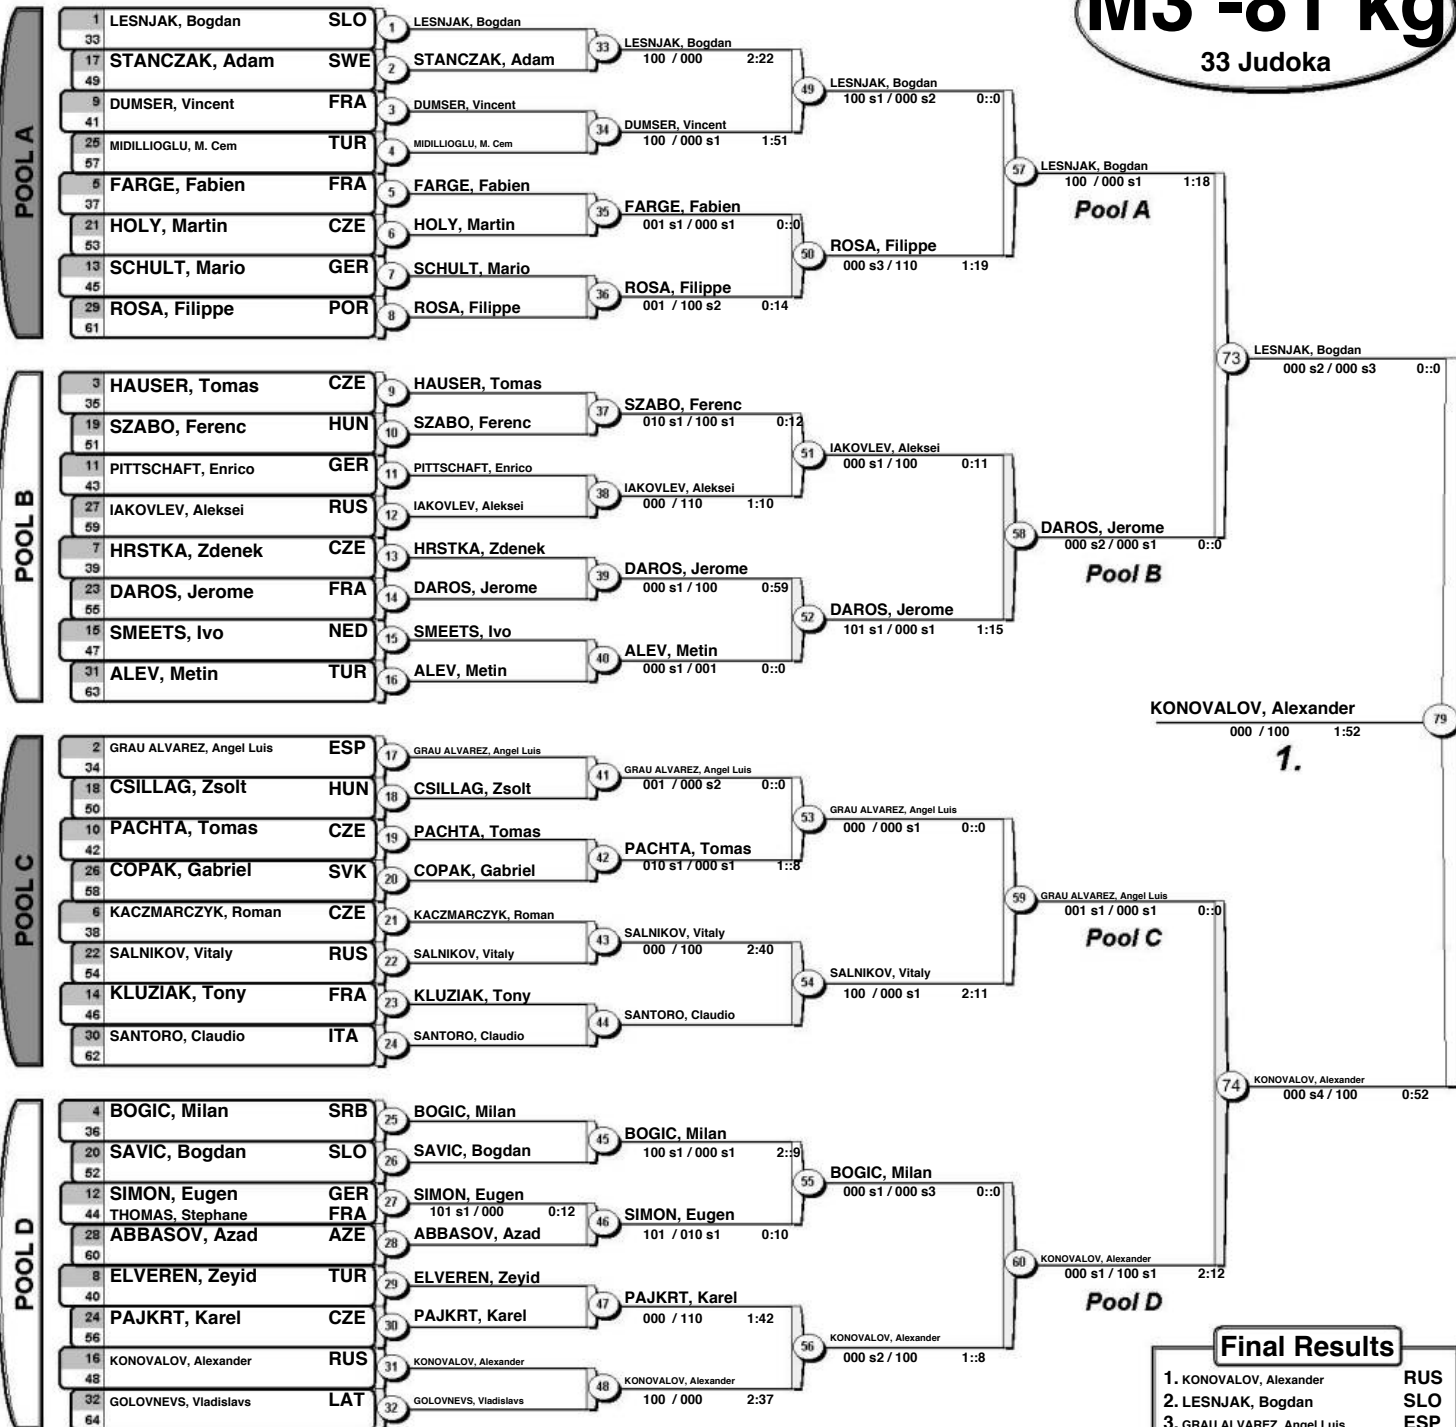 M3 -81 kg
33 Judoka
POOL A
1 LESNJAK, Bogdan SLO
33
17 STANCZAK, Adam SWE
49
9 DUMSER, Vincent FRA
41
25 MIDILLIOGLU, M. Cem TUR
57
5 FARGE, Fabien FRA
37
21 HOLY, Martin CZE
53
13 SCHULT, Mario GER
45
29 ROSA, Filippe POR
61
1 LESNJAK, Bogdan
2 STANCZAK, Adam
3 DUMSER, Vincent
4 MIDILLIOGLU, M. Cem
5 FARGE, Fabien
6 HOLY, Martin
7 SCHULT, Mario
8 ROSA, Filippe
33 LESNJAK, Bogdan
100 / 000 2:22
34 DUMSER, Vincent
100 / 000 s1 1:51
35 FARGE, Fabien
001 s1 / 000 s1 0::0
36 ROSA, Filippe
001 / 100 s2 0:14
49 LESNJAK, Bogdan
100 s1 / 000 s2 0::0
50 ROSA, Filippe
000 s3 / 110 1:19
57 LESNJAK, Bogdan
100 / 000 s1 1:18
Pool A
POOL B
3 HAUSER, Tomas CZE
35
19 SZABO, Ferenc HUN
51
11 PITTSCHAFT, Enrico GER
43
27 IAKOVLEV, Aleksei RUS
59
7 HRSTKA, Zdenek CZE
39
23 DAROS, Jerome FRA
55
15 SMEETS, Ivo NED
47
31 ALEV, Metin TUR
63
9 HAUSER, Tomas
10 SZABO, Ferenc
11 PITTSCHAFT, Enrico
12 IAKOVLEV, Aleksei
13 HRSTKA, Zdenek
14 DAROS, Jerome
15 SMEETS, Ivo
16 ALEV, Metin
37 SZABO, Ferenc
010 s1 / 100 s1 0:12
38 IAKOVLEV, Aleksei
000 / 110 1:10
39 DAROS, Jerome
000 s1 / 100 0:59
40 ALEV, Metin
000 s1 / 001 0::0
51 IAKOVLEV, Aleksei
000 s1 / 100 0:11
52 DAROS, Jerome
101 s1 / 000 s1 1:15
58 DAROS, Jerome
000 s2 / 000 s1 0::0
Pool B
73 LESNJAK, Bogdan
000 s2 / 000 s3 0::0
KONOVALOV, Alexander 79
000 / 100 1:52
1.
POOL C
2 GRAU ALVAREZ, Angel Luis ESP
34
18 CSILLAG, Zsolt HUN
50
10 PACHTA, Tomas CZE
42
26 COPAK, Gabriel SVK
58
6 KACZMARCZYK, Roman CZE
38
22 SALNIKOV, Vitaly RUS
54
14 KLUZIAK, Tony FRA
46
30 SANTORO, Claudio ITA
62
17 GRAU ALVAREZ, Angel Luis
18 CSILLAG, Zsolt
19 PACHTA, Tomas
20 COPAK, Gabriel
21 KACZMARCZYK, Roman
22 SALNIKOV, Vitaly
23 KLUZIAK, Tony
24 SANTORO, Claudio
41 GRAU ALVAREZ, Angel Luis
001 / 000 s2 0::0
42 PACHTA, Tomas
010 s1 / 000 s1 1::8
43 SALNIKOV, Vitaly
000 / 100 2:40
44 SANTORO, Claudio
53 GRAU ALVAREZ, Angel Luis
000 / 000 s1 0::0
54 SALNIKOV, Vitaly
100 / 000 s1 2:11
59 GRAU ALVAREZ, Angel Luis
001 s1 / 000 s1 0::0
Pool C
74 KONOVALOV, Alexander
000 s4 / 100 0:52
POOL D
4 BOGIC, Milan SRB
36
20 SAVIC, Bogdan SLO
52
12 SIMON, Eugen GER
44 THOMAS, Stephane FRA
28 ABBASOV, Azad AZE
60
8 ELVEREN, Zeyid TUR
40
24 PAJKRT, Karel CZE
56
16 KONOVALOV, Alexander RUS
48
32 GOLOVNEVS, Vladislavs LAT
64
25 BOGIC, Milan
26 SAVIC, Bogdan
27 SIMON, Eugen
101 s1 / 000 0:12
28 ABBASOV, Azad
29 ELVEREN, Zeyid
30 PAJKRT, Karel
31 KONOVALOV, Alexander
32 GOLOVNEVS, Vladislavs
45 BOGIC, Milan
100 s1 / 000 s1 2::9
46 SIMON, Eugen
101 / 010 s1 0:10
47 PAJKRT, Karel
000 / 110 1:42
48 KONOVALOV, Alexander
100 / 000 2:37
55 BOGIC, Milan
000 s1 / 000 s3 0::0
56 KONOVALOV, Alexander
000 s2 / 100 1::8
60 KONOVALOV, Alexander
000 s1 / 100 s1 2:12
Pool D
Final Results
1. KONOVALOV, Alexander RUS
2. LESNJAK, Bogdan SLO
3. GRAU ALVAREZ, Angel Luis ESP